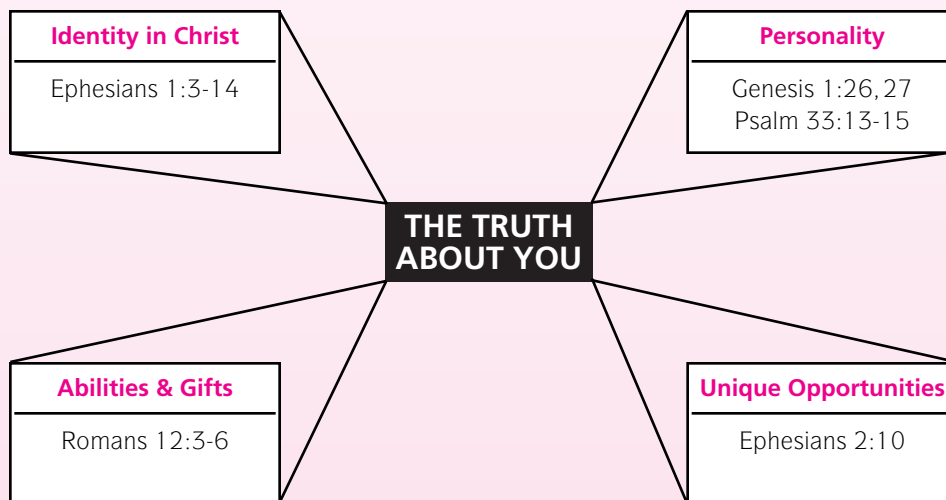 Identity in Christ
Ephesians 1:3-14
Personality
Genesis 1:26,27
Psalm 33:13-15
THE TRUTH
ABOUT YOU
Abilities & Gifts
Romans 12:3-6
Unique Opportunities
Ephesians 2:10